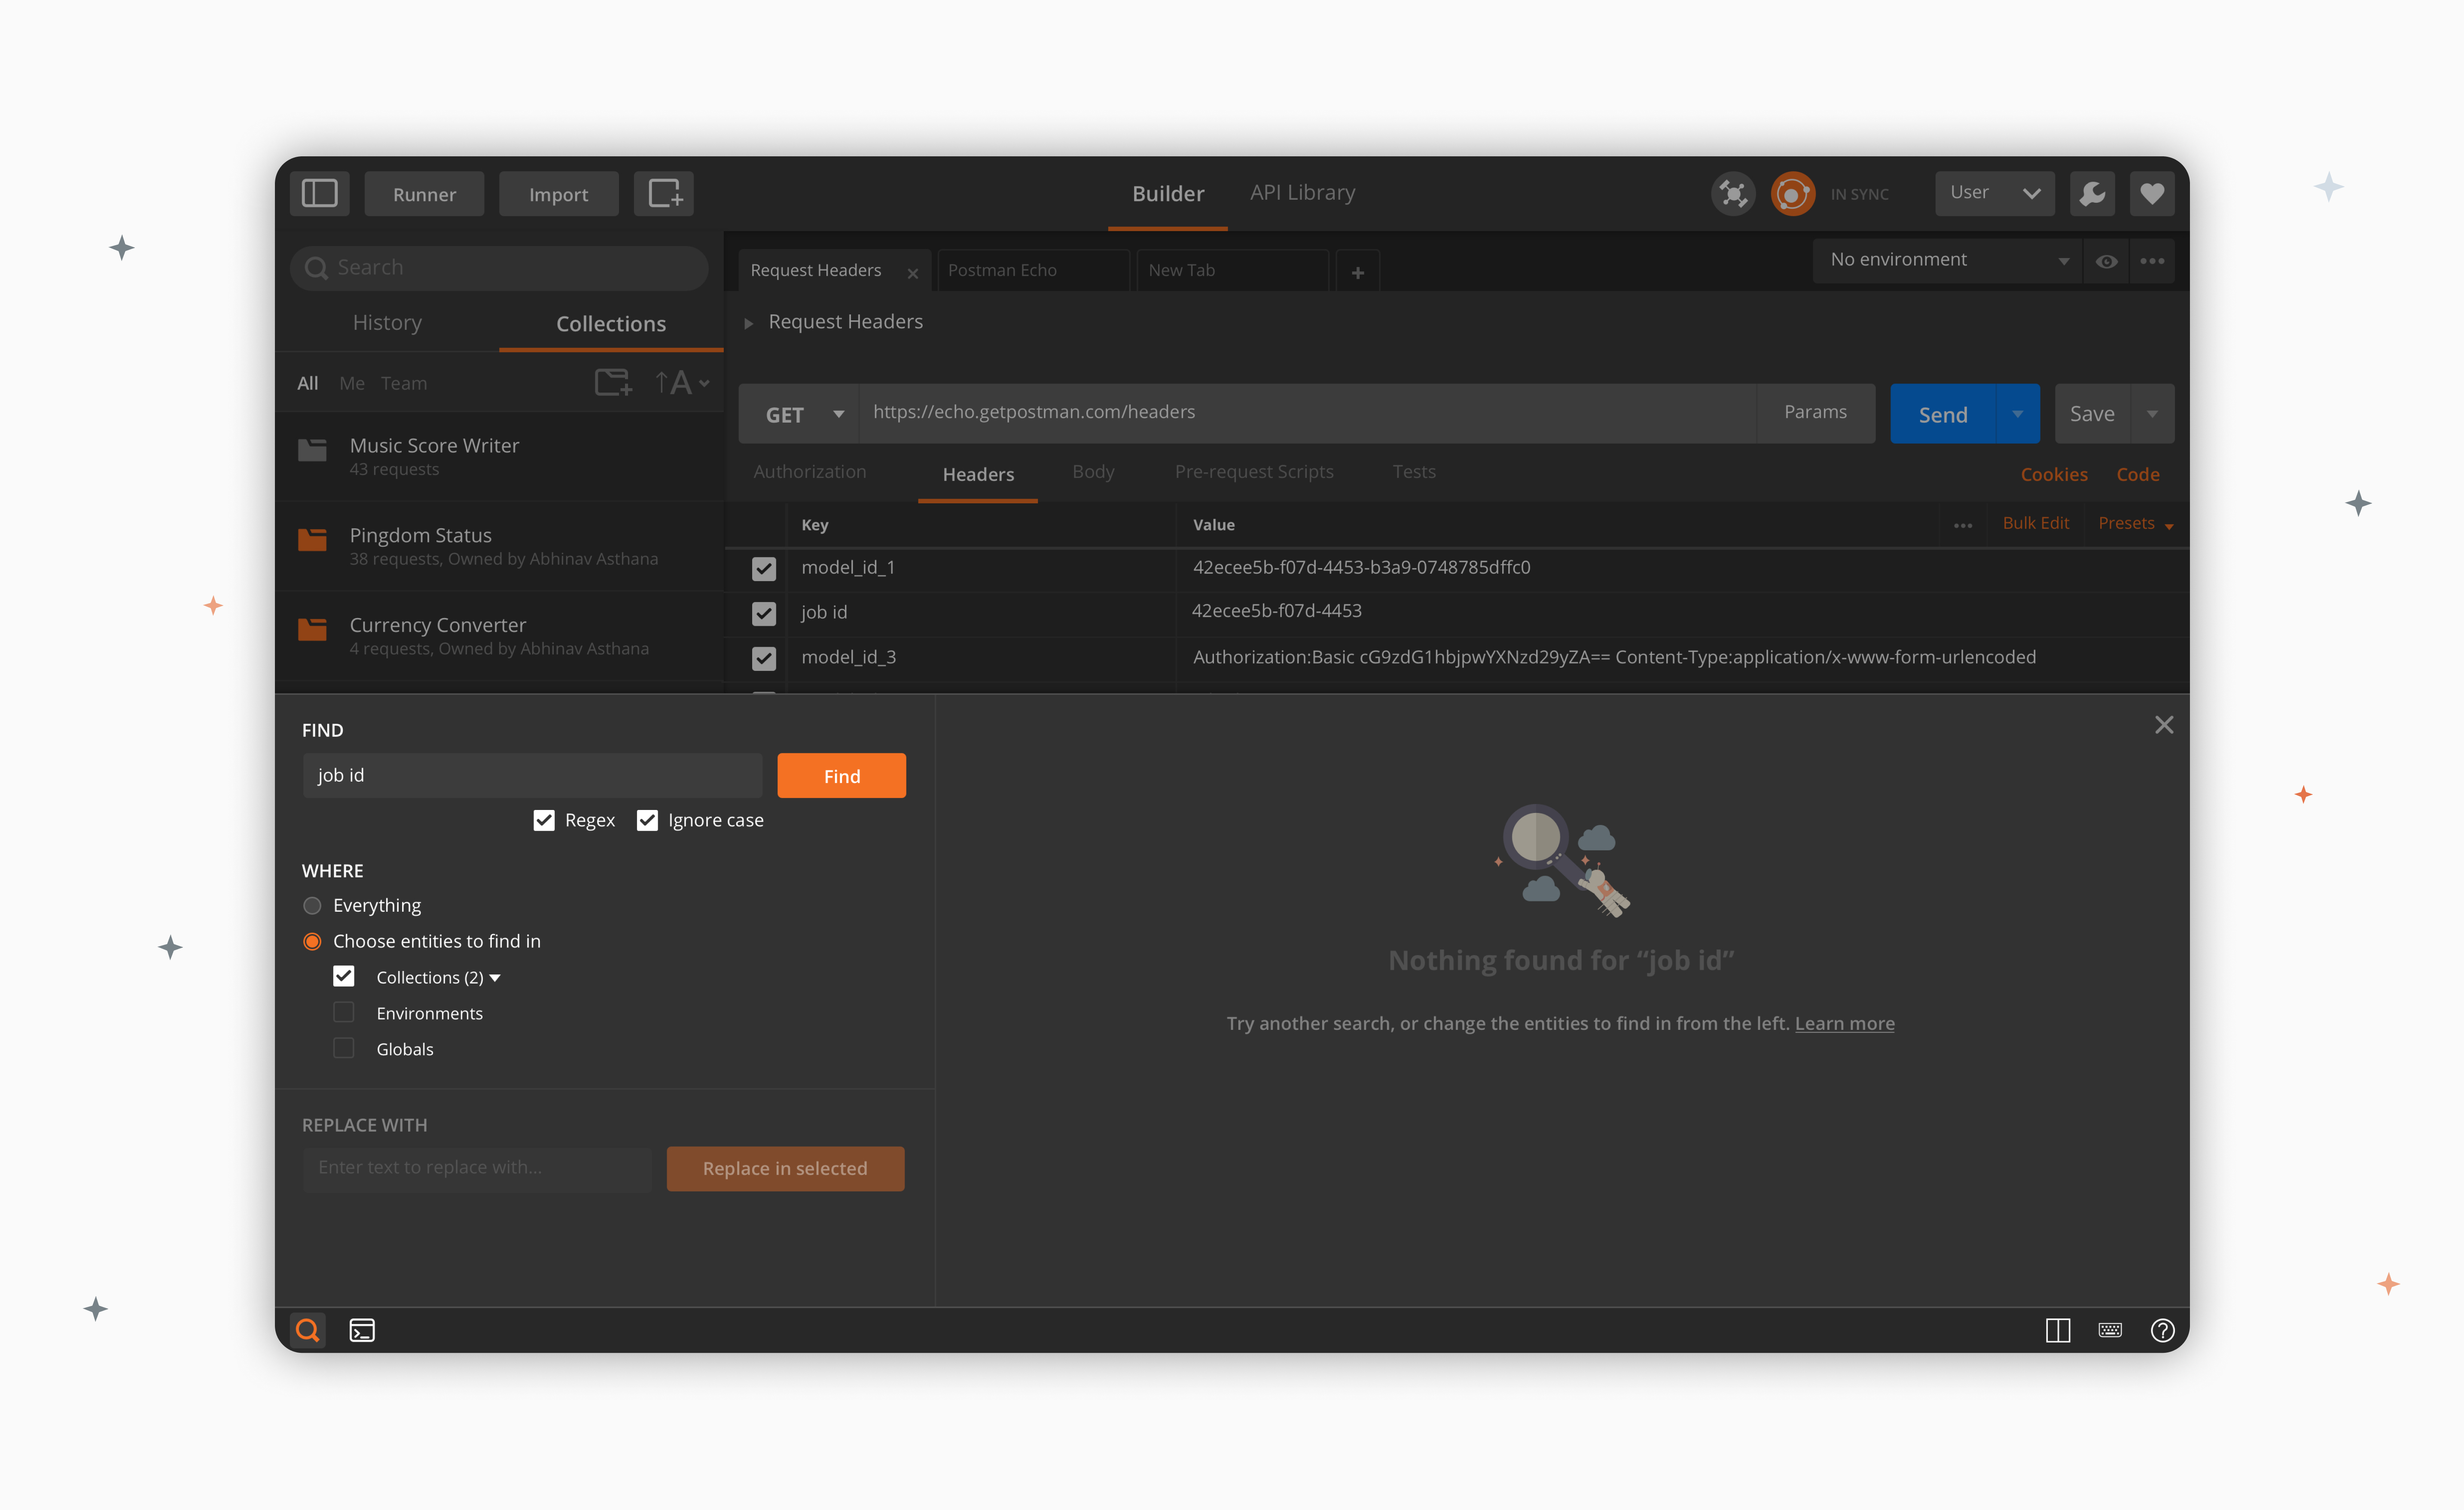 Runner
Import
Builder
API Library
IN SYNC
User
Search
History
Collections
All Me Team
A
Music Score Writer
43 requests
Pingdom Status
38 requests, Owned by Abhinav Asthana
Currency Converter
4 requests, Owned by Abhinav Asthana
Request Headers
Postman Echo
New Tab
No environment
Request Headers
GET
https://echo.getpostman.com/headers
Params
Send
Save
Authorization
Headers
Body
Pre-request Scripts
Tests
Cookies
Code
Key
Value
Bulk Edit
Presets
model_id_1
42ecee5b-f07d-4453-b3a9-0748785dffc0
job id
42ecee5b-f07d-4453
model_id_3
Authorization:Basic cG9zdG1hbjpwYXNzd29yZA== Content-Type:application/x-www-form-urlencoded
FIND
job id
Find
Regex
Ignore case
WHERE
Everything
Choose entities to find in
Collections (2)
Environments
Globals
REPLACE WITH
Enter text to replace with...
Replace in selected
Nothing found for “job id”
Try another search, or change the entities to find in from the left. Learn more